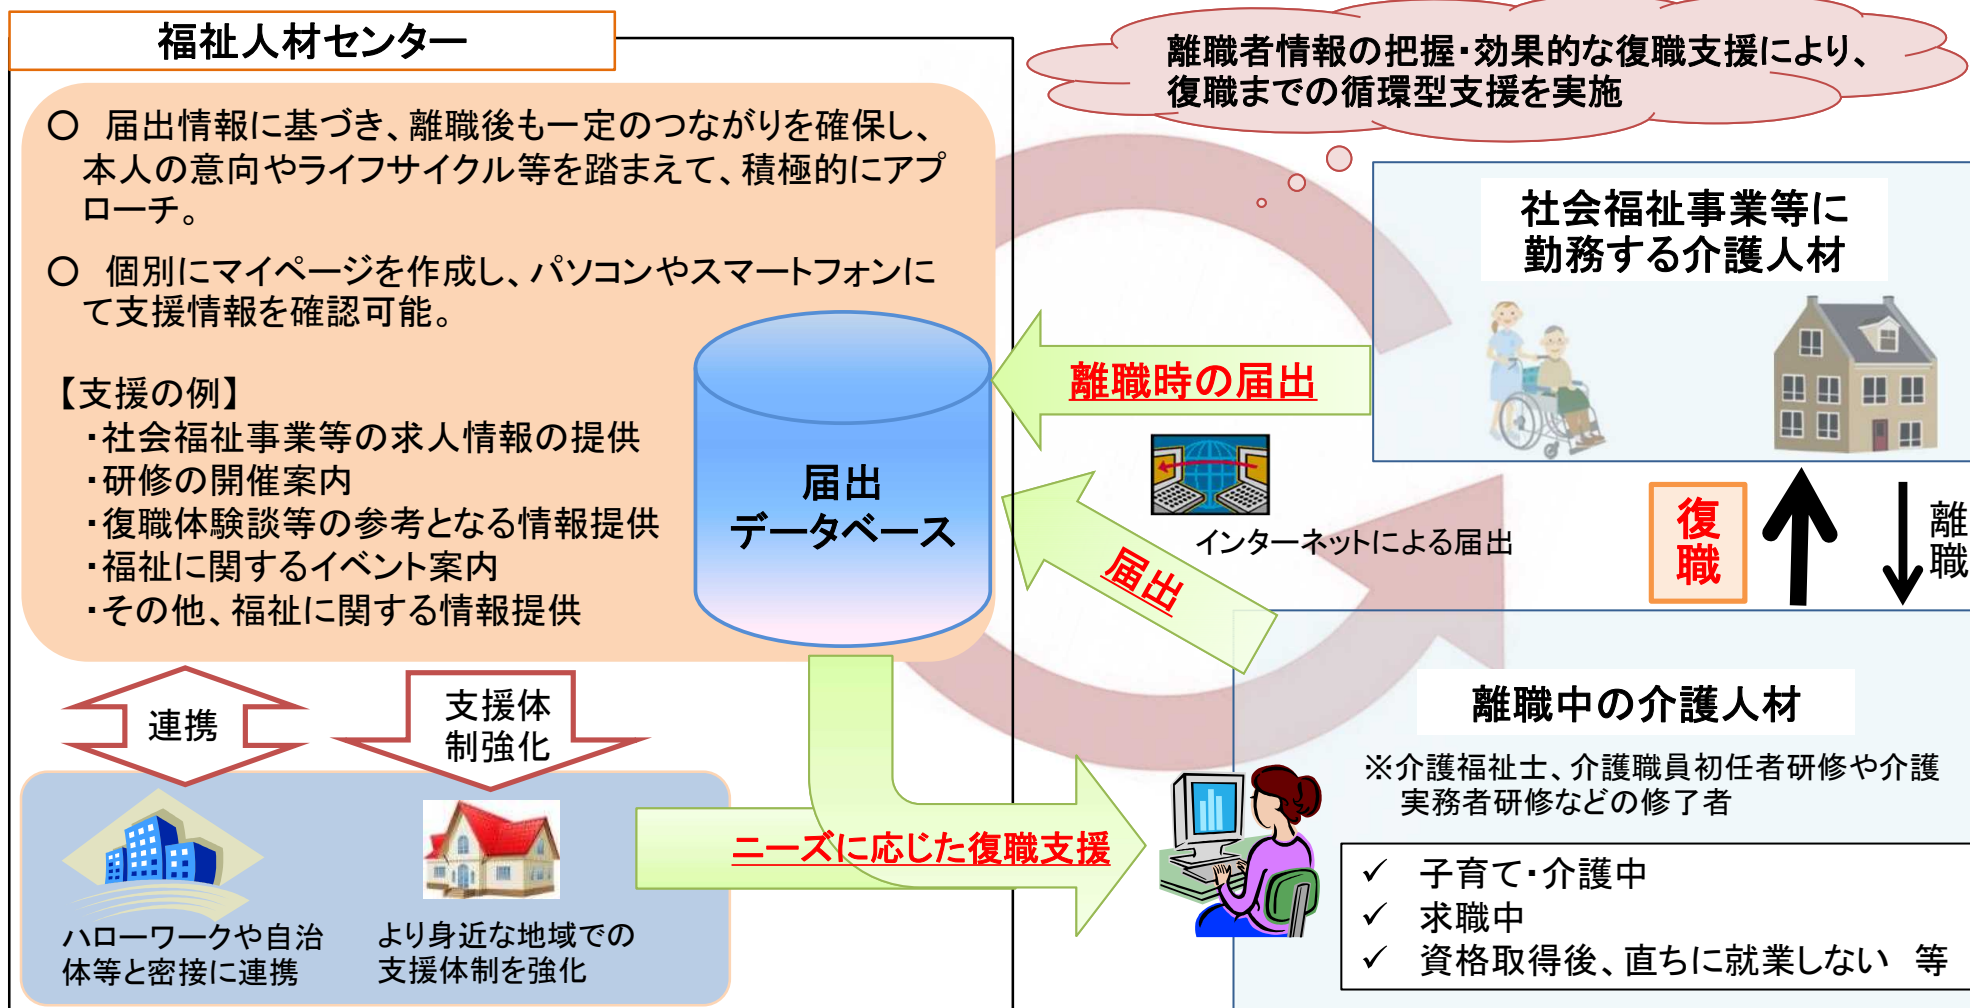 福祉人材センター
○　届出情報に基づき、離職後も一定のつながりを確保し、
本人の意向やライフサイクル等を踏まえて、積極的にアプ
ローチ。
○　個別にマイページを作成し、パソコンやスマートフォンに
て支援情報を確認可能。
【支援の例】
・社会福祉事業等の求人情報の提供
・研修の開催案内
・復職体験談等の参考となる情報提供
・福祉に関するイベント案内
・その他、福祉に関する情報提供
届出
データベース
連携
支援体
制強化
ハローワークや自治
体等と密接に連携
より身近な地域での
支援体制を強化
離職者情報の把握・効果的な復職支援により、
復職までの循環型支援を実施
社会福祉事業等に
勤務する介護人材
離職時の届出
インターネットによる届出
届出
復
職
離
職
ニーズに応じた復職支援
離職中の介護人材
※介護福祉士、介護職員初任者研修や介護
実務者研修などの修了者
✓　子育て・介護中
✓　求職中
✓　資格取得後、直ちに就業しない　等